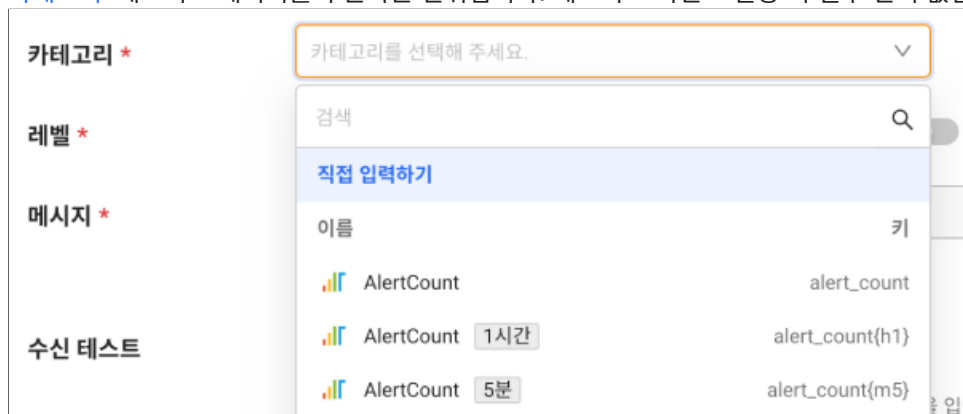 카테고리 * 카테고리를 선택해 주세요.
검색
레벨 *
직접 입력하기
메시지 *
이름 키
AlertCount alert_count
AlertCount 1시간 alert_count{h1}
수신 테스트
AlertCount 5분 alert_count{m5}